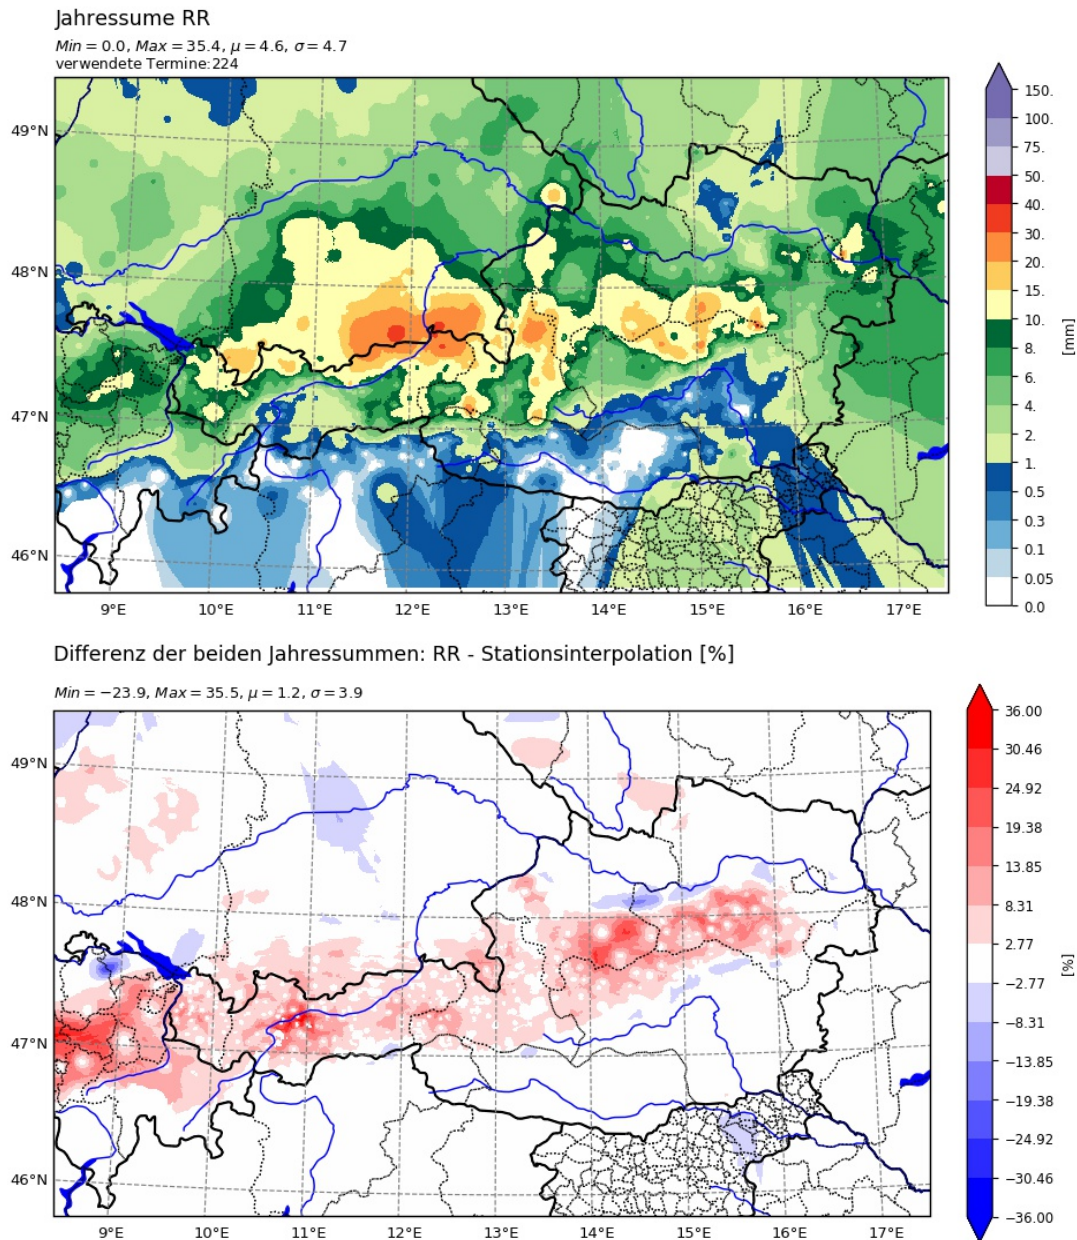 Jahressume RR
Min = 0.0, Max = 35.4, μ = 4.6, σ = 4.7
verwendete Termine:224
49°N
48°N
47°N
46°N
9°E 10°E 11°E 12°E 13°E 14°E 15°E 16°E 17°E
150.
100.
75.
50.
40.
30.
20.
15.
10.
8.
6.
4.
2.
1.
0.5
0.3
0.1
0.05
0.0
[mm]
Differenz der beiden Jahressummen: RR - Stationsinterpolation [%]
Min = −23.9, Max = 35.5, μ = 1.2, σ = 3.9
49°N
48°N
47°N
46°N
9°E 10°E 11°E 12°E 13°E 14°E 15°E 16°E 17°E
36.00
30.46
24.92
19.38
13.85
8.31
2.77
−2.77
−8.31
−13.85
−19.38
−24.92
−30.46
−36.00
[%]